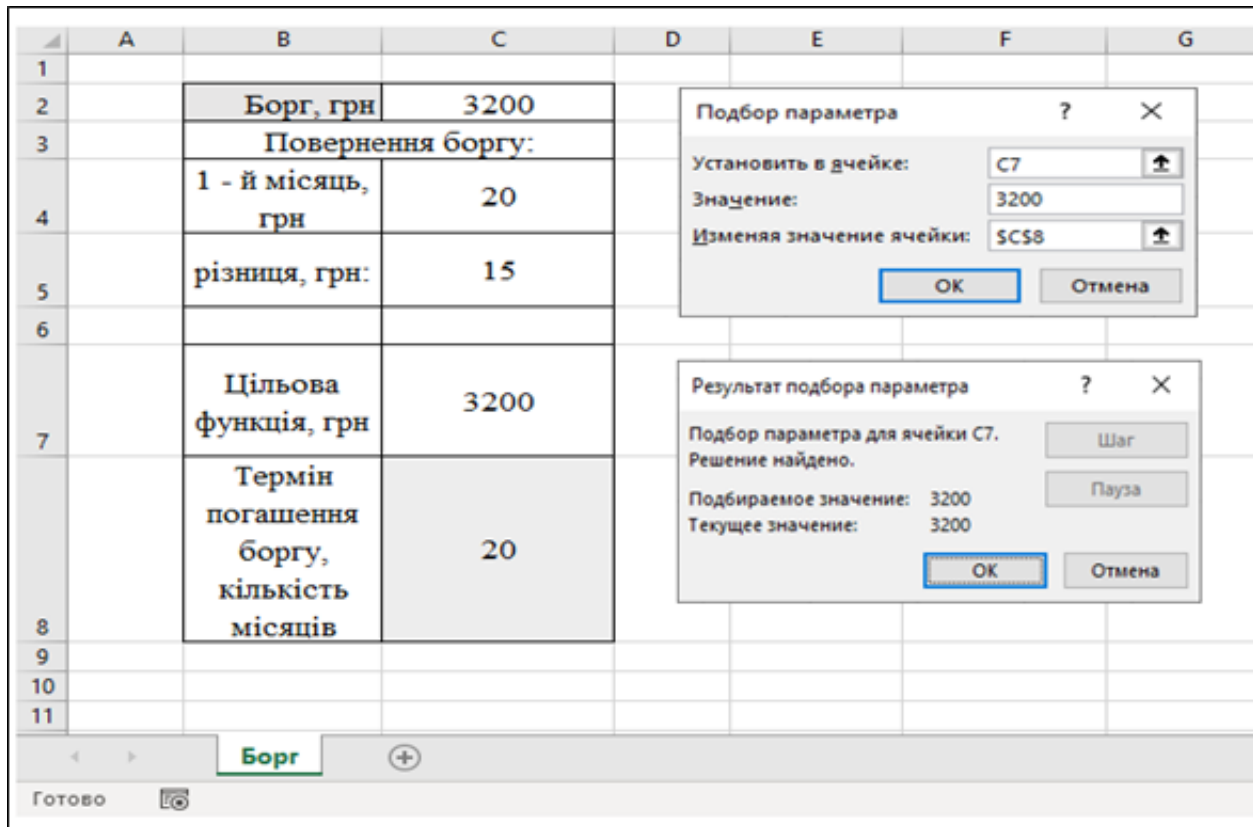 A B C D E F G
1
2 Борг, грн 3200
3 Повернення боргу:
4 1 - й місяць,
грн 20
5 різниця, грн: 15
6
7 Цільова
функція, грн 3200
8 Термін
погашення
боргу,
кількість
місяців 20
9
10
11
Подбор параметра ?
Установить в ячейке: C7
Значение: 3200
Изменяя значение ячейки: $C$8
ОК Отмена
Результат подбора параметра ?
Подбор параметра для ячейки C7.
Решение найдено.
Шаг
Подбираемое значение: 3200
Текущее значение: 3200
Пауза
ОК Отмена
Борг
Готово